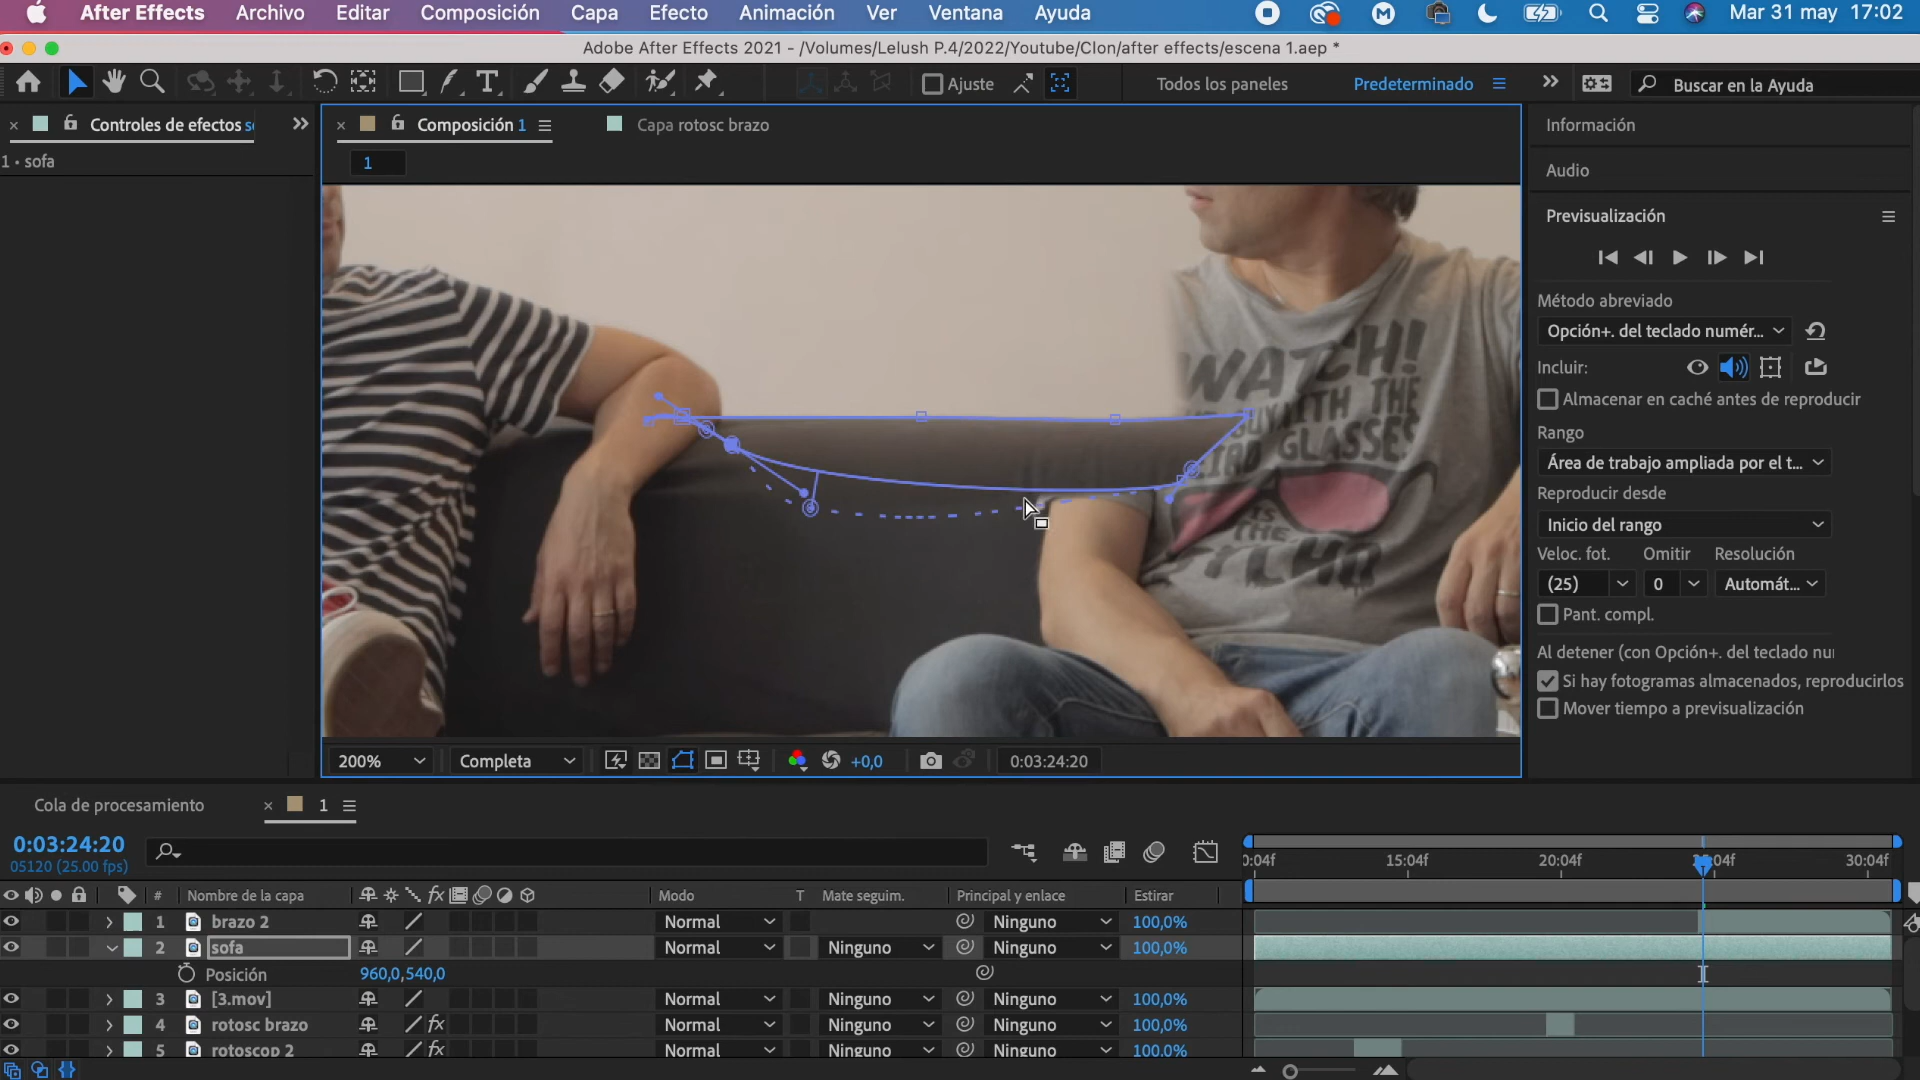 After Effects Archivo Editar Composición Capa Efecto Animación Ver Ventana Ayuda Mar 31 may 17:02
Adobe After Effects 2021 - /Volumes/Lelush P.4/2022/Youtube/Clon/after effects/escena 1.aep *
Ajuste Todos los paneles Predeterminado Buscar en la Ayuda
Controles de efectos Composición 1 Capa rotosc brazo
1 • sofa
1
Información
Audio
Previsualización
Método abreviado
Opción+. del teclado numér...
Incluir:
Almacenar en caché antes de reproducir
Rango
Área de trabajo ampliada por el t...
Reproducir desde
Inicio del rango
Veloc. fot. Omitir Resolución
(25) 0 Automát...
Pant. compl.
Al detener (con Opción+. del teclado nu
Si hay fotogramas almacenados, reproducirlos
Mover tiempo a previsualización
WATCH!
WITH THE
GLASSES
IS
THE
200% Completa +0,0 0:03:24:20
Cola de procesamiento 1
0:03:24:20
05120 (25.00 fps)
0:04f 15:04f 20:04f 04f 30:04f
# Nombre de la capa Modo T Mate seguim. Principal y enlace Estirar
1 brazo 2 Normal Ninguno 100,0%
2 sofa Normal Ninguno Ninguno 100,0%
Posición 960,0,540,0
3 [3.mov] Normal Ninguno Ninguno 100,0%
4 rotosc brazo Normal Ninguno Ninguno 100,0%
5 rotoscop 2 Normal Ninguno Ninguno 100,0%